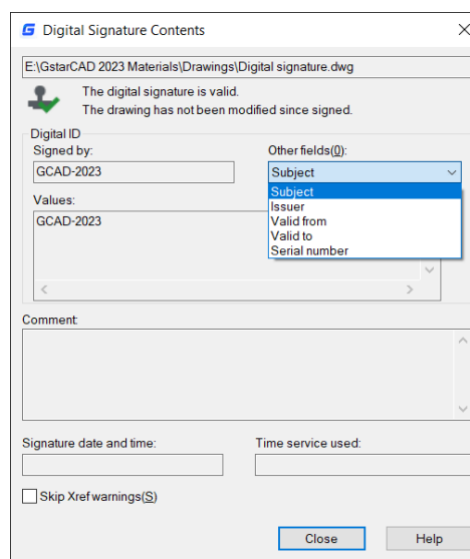 Digital Signature Contents
E:\GstarCAD 2023 Materials\Drawings\Digital signature.dwg
The digital signature is valid.
The drawing has not been modified since signed.
Digital ID
Signed by:
Other fields(0):
GCAD-2023
Subject
Subject
Issuer
Valid from
Valid to
Serial number
Values:
GCAD-2023
Comment:
Signature date and time:
Time service used:
Skip Xref warnings(S)
Close
Help